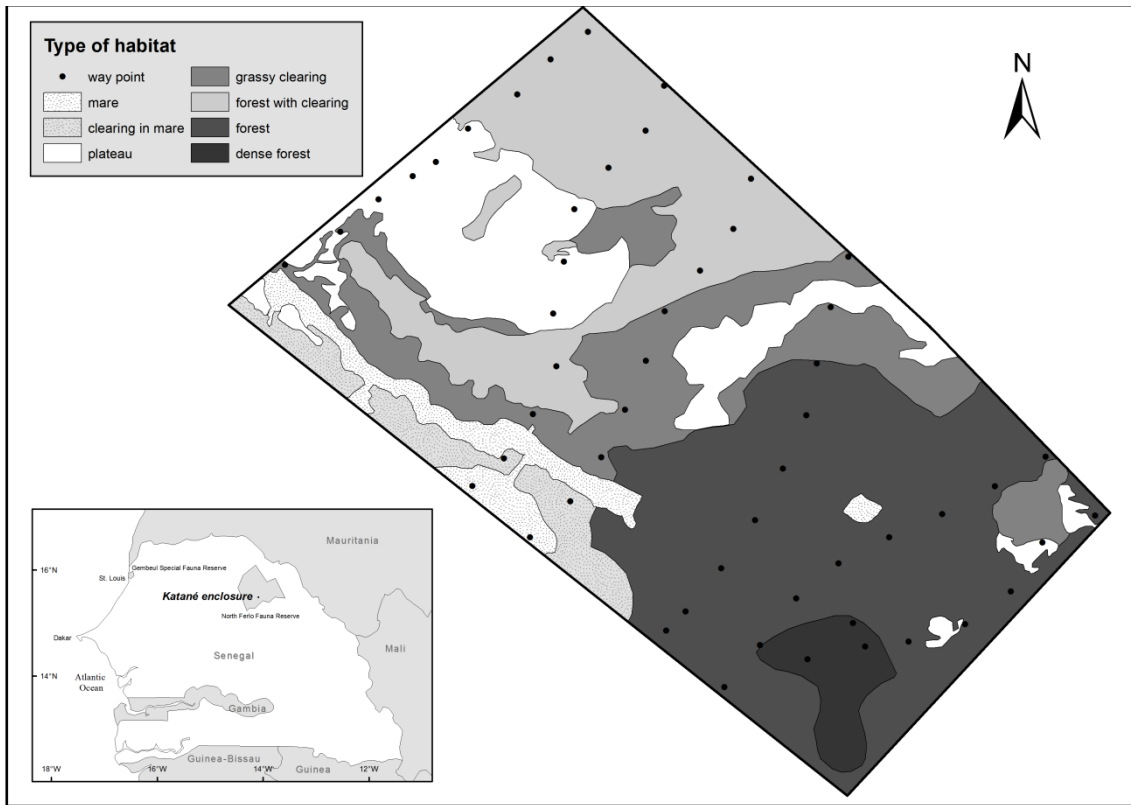 Type of habitat
way point
mare
clearing in mare
plateau
grassy clearing
forest with clearing
forest
dense forest
N
Mauritania
16°N
Gembeul Special Fauna Reserve
St. Louis
Katané enclosure
North Ferlo Fauna Reserve
Dakar
Senegal
Mali
14°N
Atlantic
Ocean
Gambia
Guinea-Bissau
Guinea
18°W
16°W
14°W
12°W